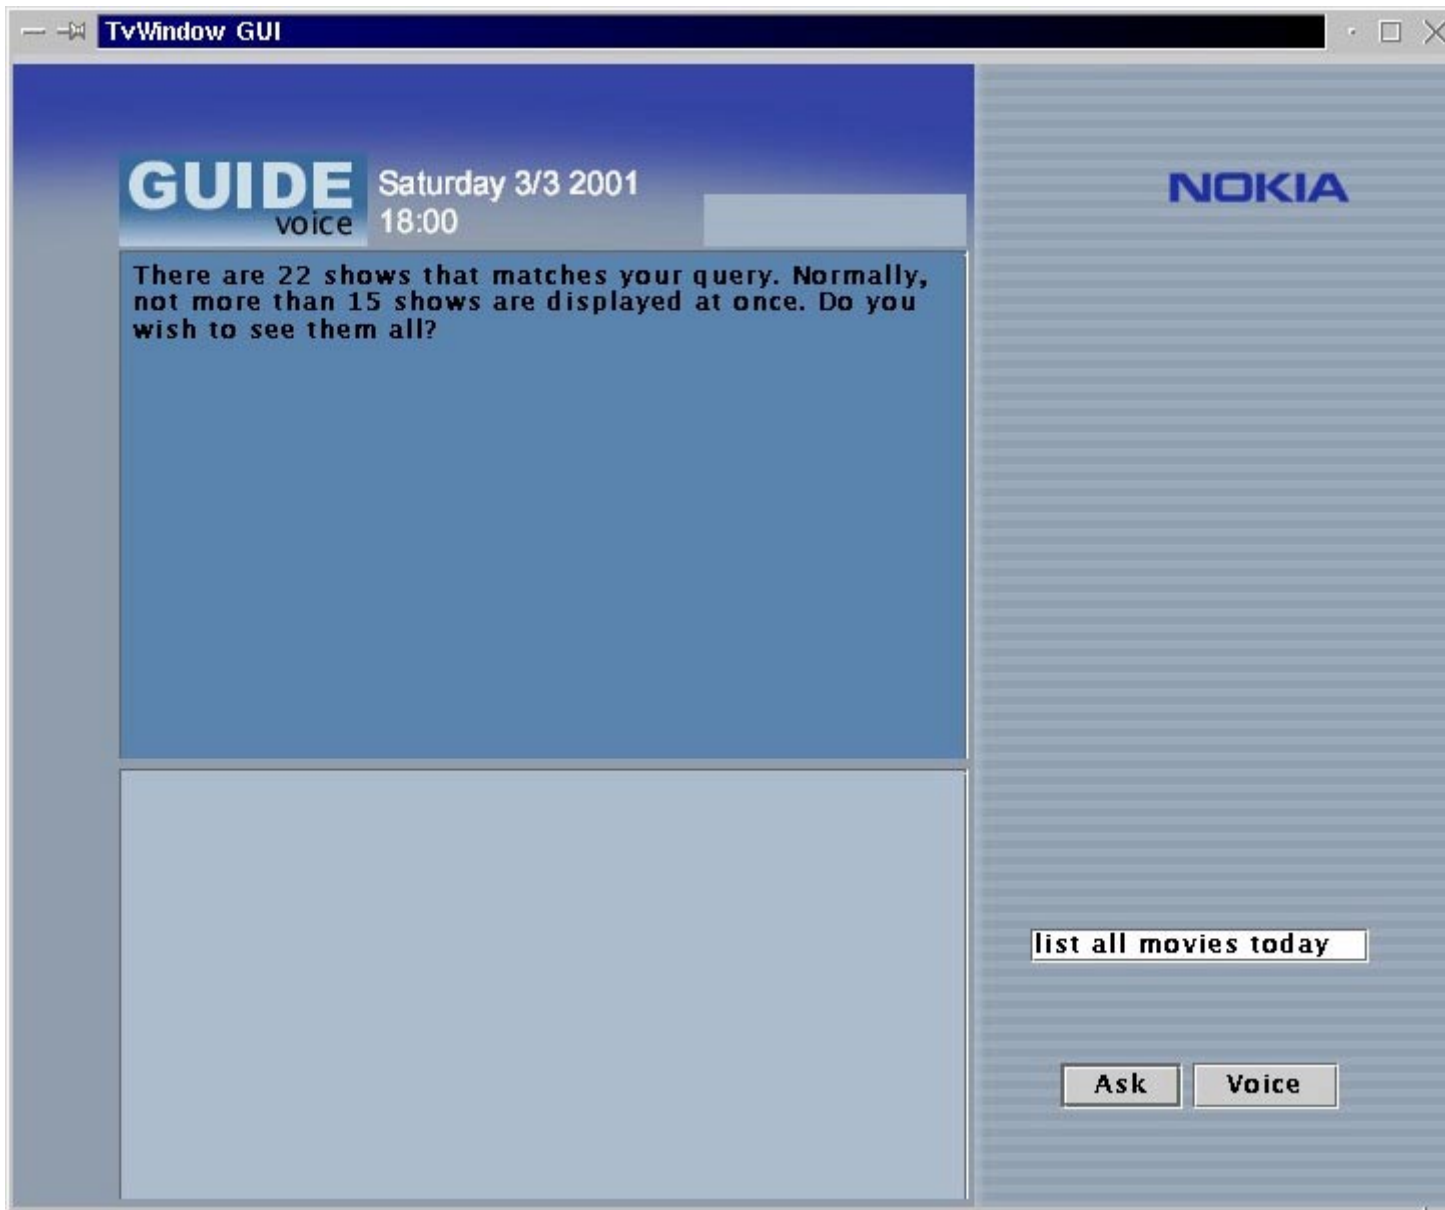 TvWindow GUI
GUIDE
voice
Saturday 3/3 2001
18:00
NOKIA
There are 22 shows that matches your query. Normally,
not more than 15 shows are displayed at once. Do you
wish to see them all?
list all movies today
Ask
Voice